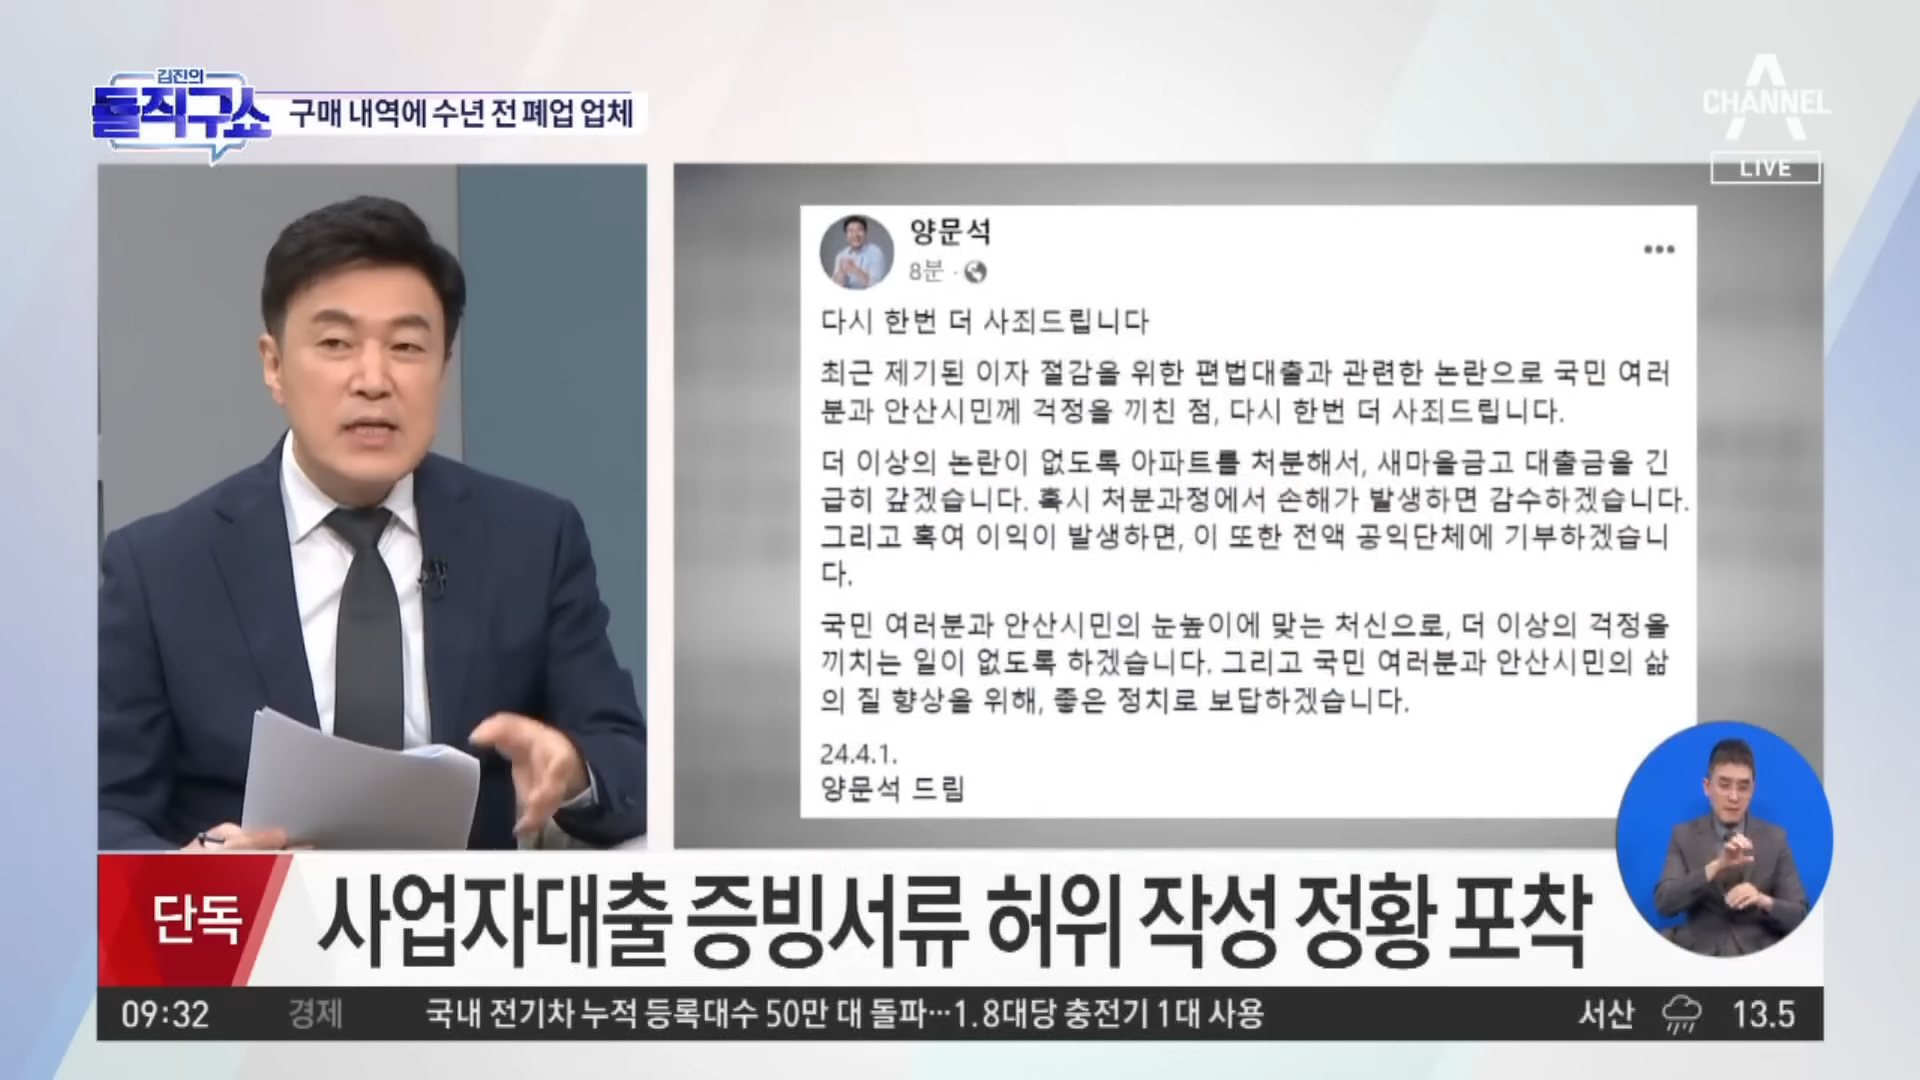 김진의
돌직구쇼
구매 내역에 수년 전 폐업 업체
CHANNEL A
LIVE
양문석
8분 ·
다시 한번 더 사죄드립니다
최근 제기된 이자 절감을 위한 편법대출과 관련한 논란으로 국민 여러
분과 안산시민께 걱정을 끼친 점, 다시 한번 더 사죄드립니다.
더 이상의 논란이 없도록 아파트를 처분해서, 새마을금고 대출금을 긴
급히 갚겠습니다. 혹시 처분과정에서 손해가 발생하면 감수하겠습니다.
그리고 혹여 이익이 발생하면, 이 또한 전액 공익단체에 기부하겠습니
다.
국민 여러분과 안산시민의 눈높이에 맞는 처신으로, 더 이상의 걱정을
끼치는 일이 없도록 하겠습니다. 그리고 국민 여러분과 안산시민의 삶
의 질 향상을 위해, 좋은 정치로 보답하겠습니다.
24.4.1.
양문석 드림
단독
사업자대출 증빙서류 허위 작성 정황 포착
09:32 경제 국내 전기차 누적 등록대수 50만 대 돌파…1.8대당 충전기 1대 사용 서산 13.5